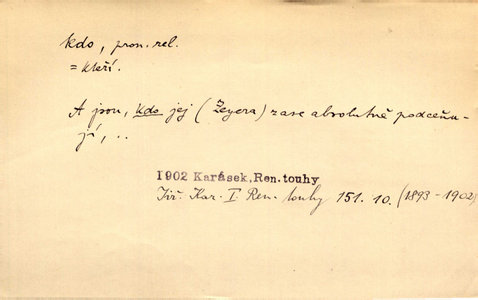 kdo, pron. rel.
= kteří.
A jsou, kdo jej (Zeyera) zase absolutně podceňu-
jí, ..
1902 Karásek, Ren. touhy
Jiř. Kar. I. Ren. touhy 151. 10. (1893-1902)